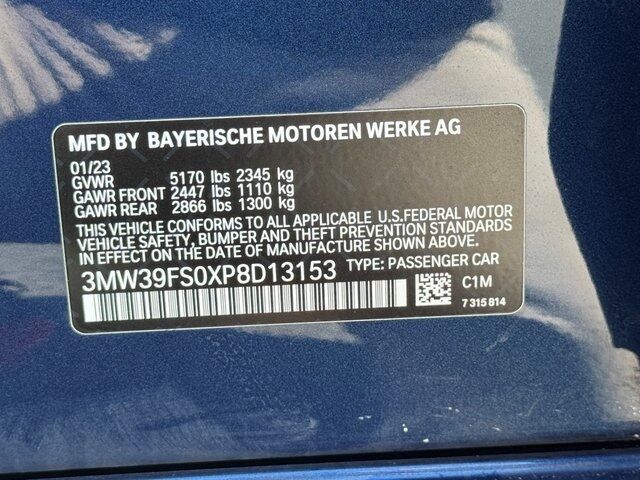 MFD BY BAYERISCHE MOTOREN WERKE AG
01/23
GVWR 5170 lbs 2345 kg
GAWR FRONT 2447 lbs 1110 kg
GAWR REAR 2866 lbs 1300 kg
THIS VEHICLE CONFORMS TO ALL APPLICABLE U.S.FEDERAL MOTOR
VEHICLE SAFETY, BUMPER, AND THEFT PREVENTION STANDARDS
IN EFFECT ON THE DATE OF MANUFACTURE SHOWN ABOVE.
3MW39FS0XP8D13153 TYPE: PASSENGER CAR
C1M
7 315 814